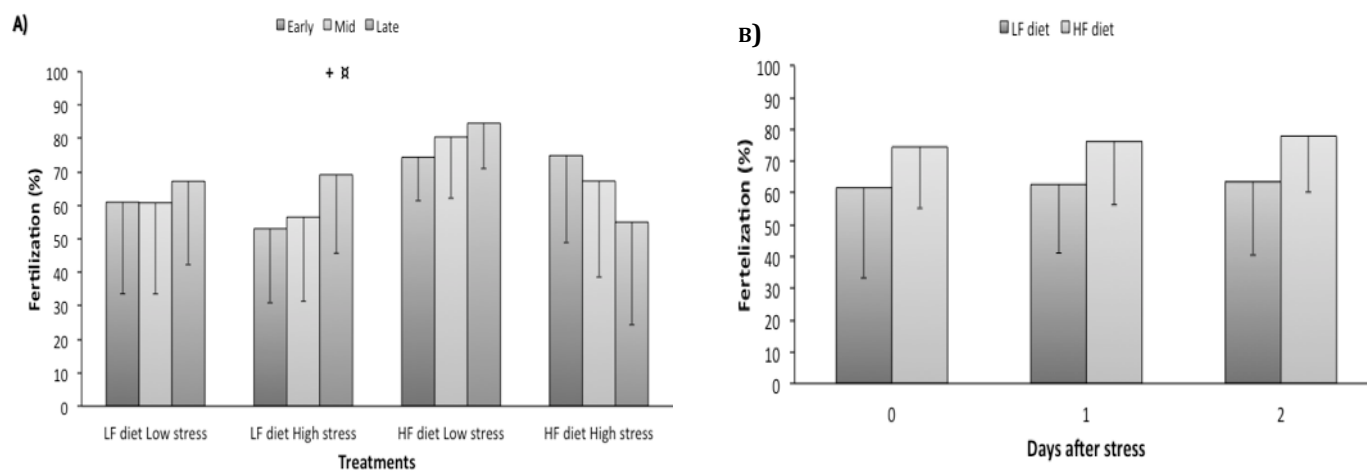 A)
Early Mid Late
+ ¤
Fertilization (%)
100
90
80
70
60
50
40
30
20
10
0
LF diet Low stress LF diet High stress HF diet Low stress HF diet High stress
Treatments
B)
LF diet HF diet
Fertelization (%)
100
90
80
70
60
50
40
30
20
10
0
0 1 2
Days after stress